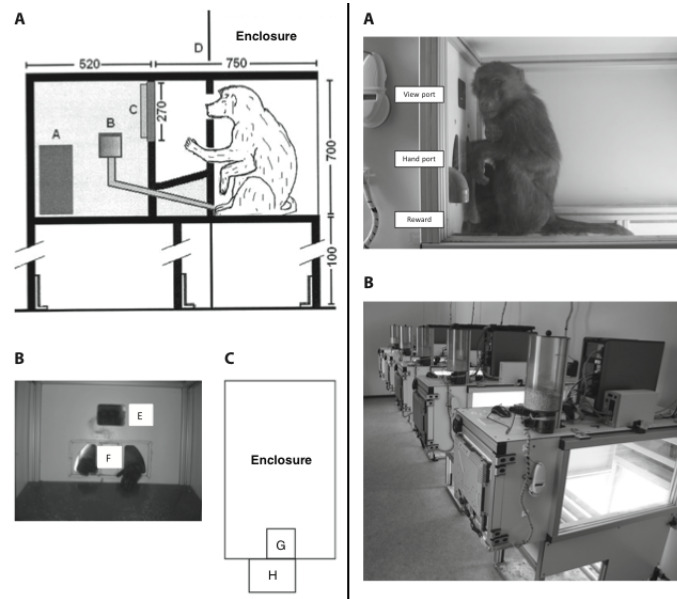 A
Enclosure
D
520
750
A
B
C
270
700
100
B
E
F
C
Enclosure
G
H
A
View port
Hand port
Reward
B